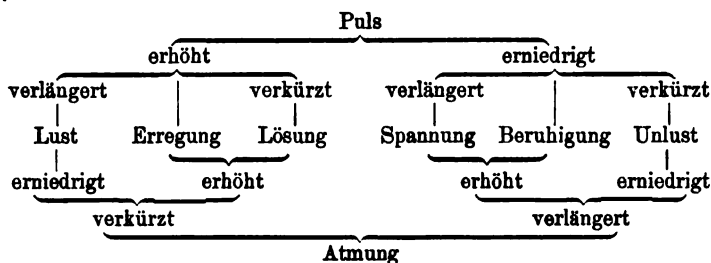 Puls
erhöht erniedrigt
verlängert verkürzt verlängert verkürzt
Lust Erregung Lösung Spannung Beruhigung Unlust
erniedrigt erhöht erhöht erniedrigt
verkürzt verlängert
Atmung